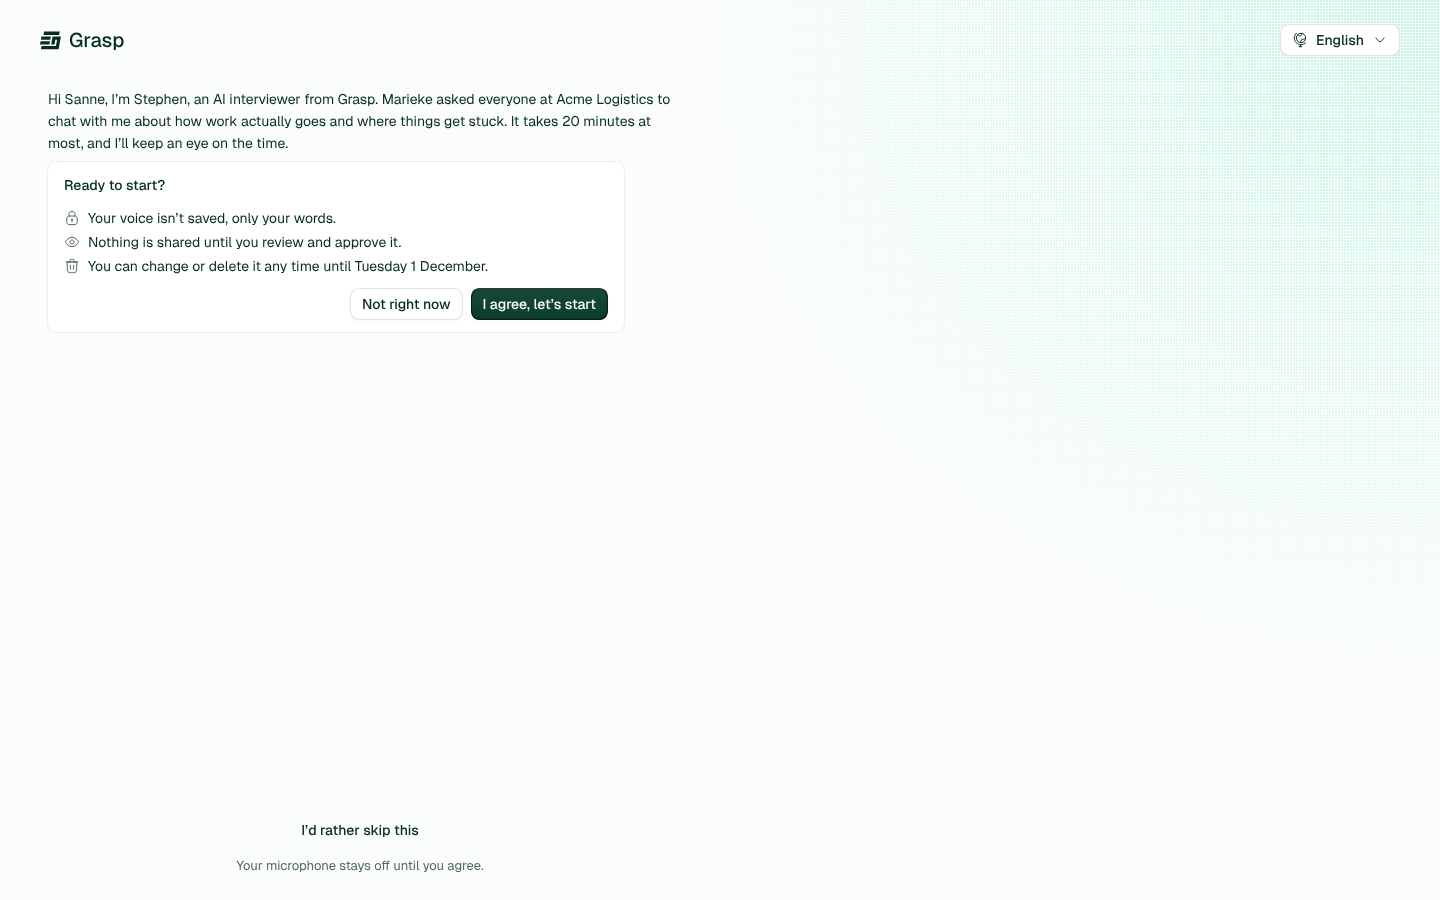 Grasp
English
Hi Sanne, I’m Stephen, an AI interviewer from Grasp. Marieke asked everyone at Acme Logistics to
chat with me about how work actually goes and where things get stuck. It takes 20 minutes at
most, and I’ll keep an eye on the time.
Ready to start?
Your voice isn’t saved, only your words.
Nothing is shared until you review and approve it.
You can change or delete it any time until Tuesday 1 December.
Not right now
I agree, let’s start
I’d rather skip this
Your microphone stays off until you agree.